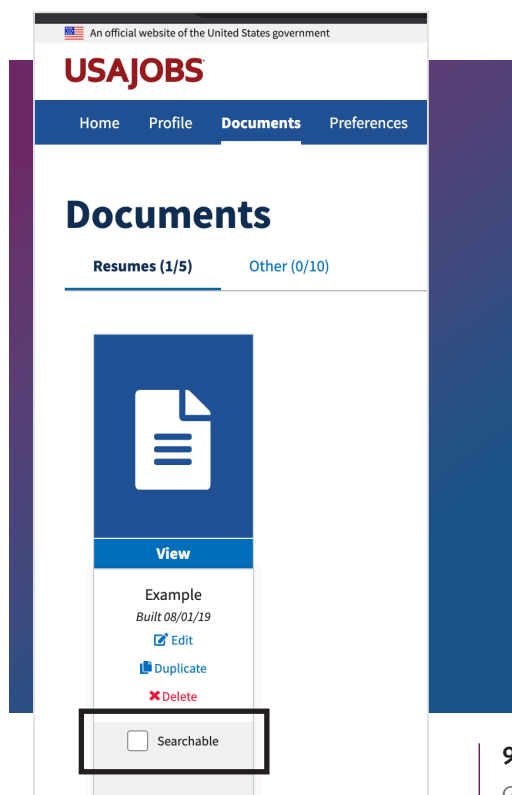 An official website of the United States government
USAJOBS
Home Profile Documents Preferences
Documents
Resumes (1/5) Other (0/10)
View
Example
Built 08/01/19
Edit
Duplicate
Delete
Searchable
9